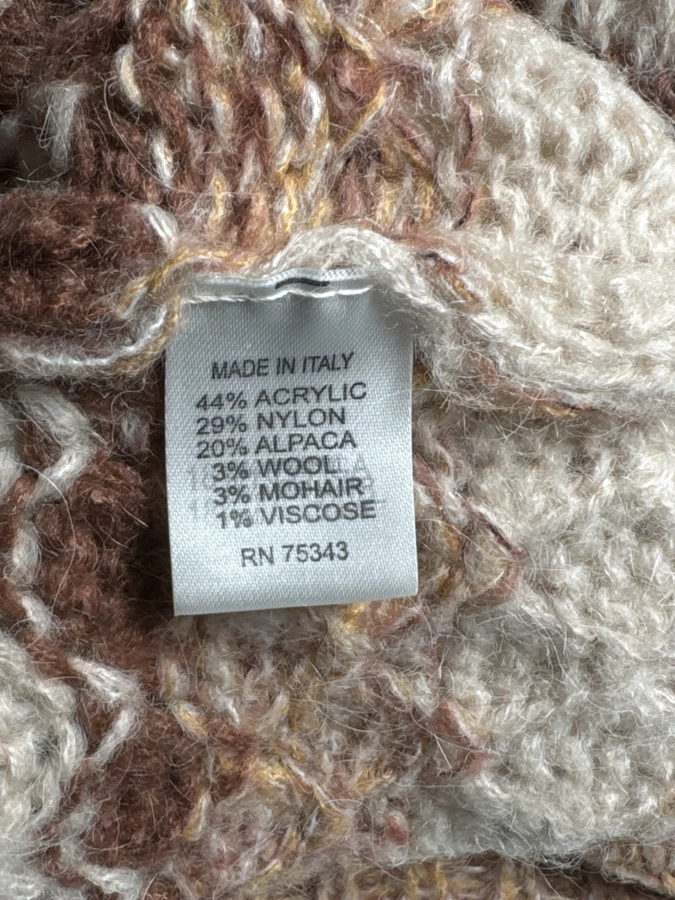 MADE IN ITALY
44% ACRYLIC
29% NYLON
20% ALPACA
3% WOOL
3% MOHAIR
1% VISCOSE
RN 75343